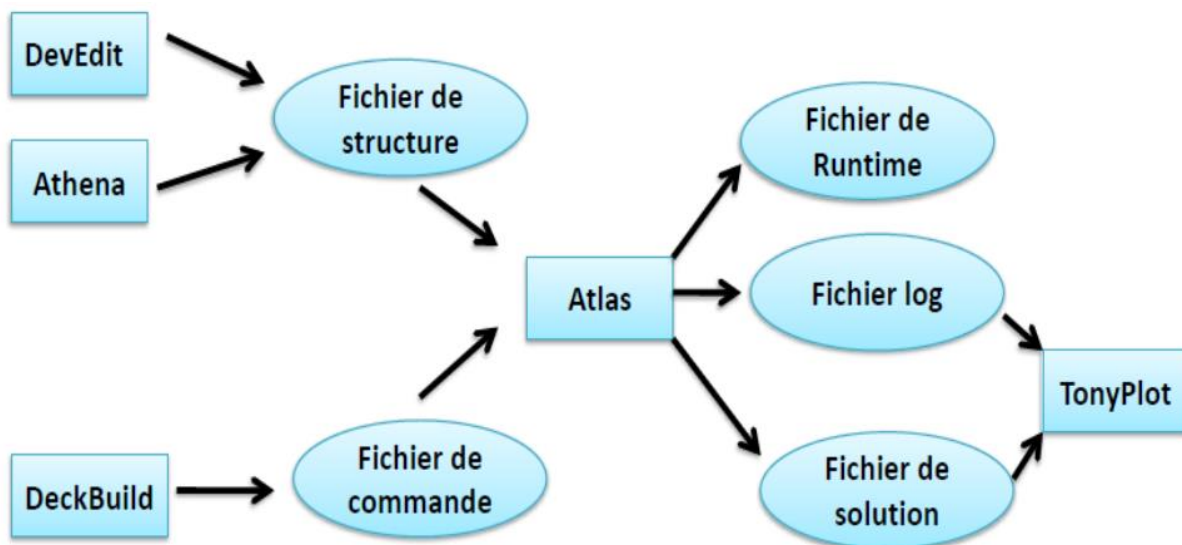 DevEdit
Athena
Fichier de
structure
DeckBuild
Fichier de
commande
Atlas
Fichier de
Runtime
Fichier log
Fichier de
solution
TonyPlot